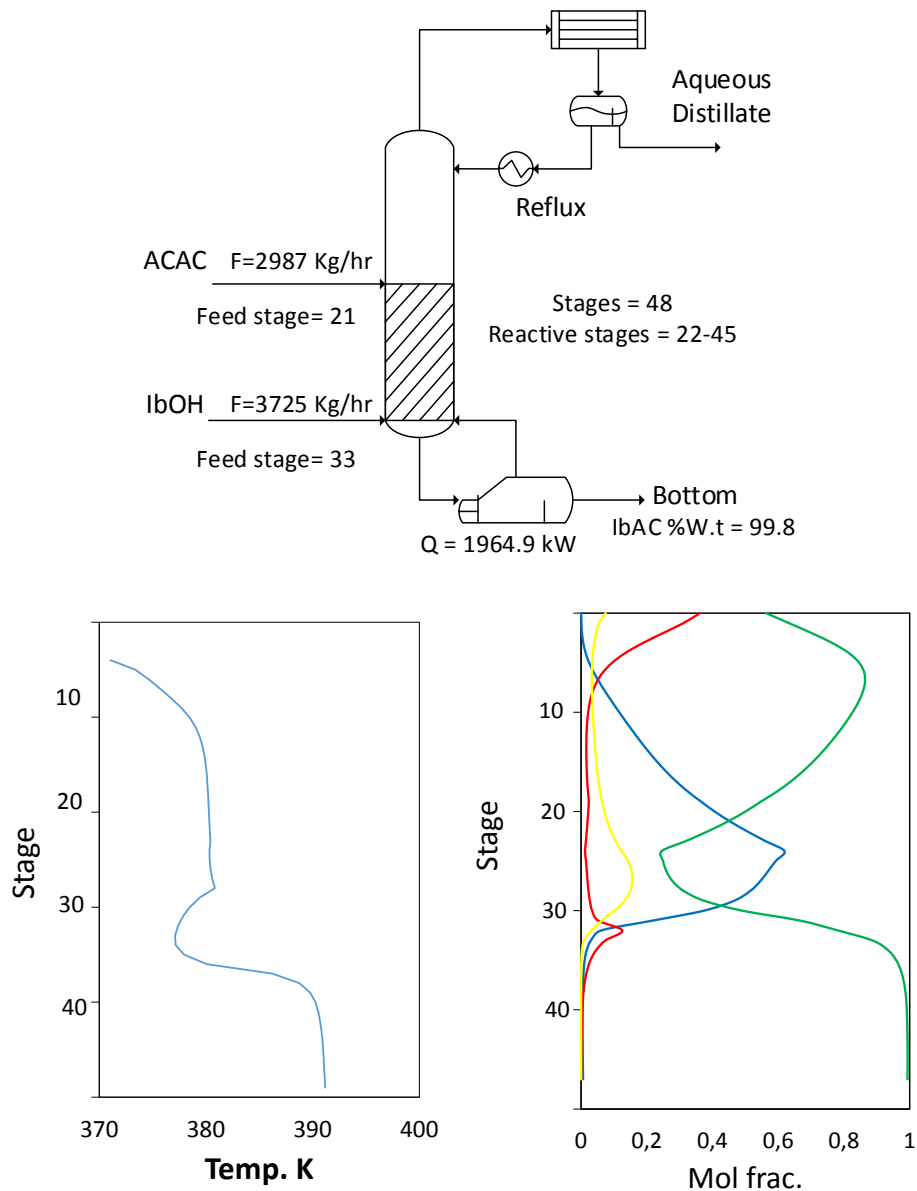 Aqueous
Distillate
Reflux
ACAC F=2987 Kg/hr
Feed stage= 21
Stages = 48
Reactive stages = 22-45
IbOH F=3725 Kg/hr
Feed stage= 33
Bottom
IbAC %W.t = 99.8
Q = 1964.9 kW
10
20
30
40
Stage
370 380 390 400
Temp. K
10
20
30
40
Stage
0 0,2 0,4 0,6 0,8 1
Mol frac.